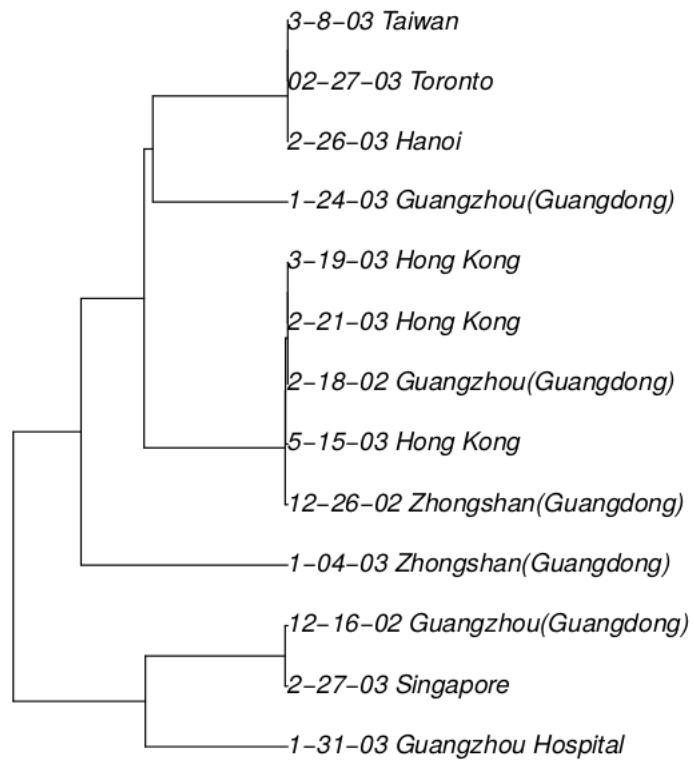 3-8-03 Taiwan
02-27-03 Toronto
2-26-03 Hanoi
1-24-03 Guangzhou(Guangdong)
3-19-03 Hong Kong
2-21-03 Hong Kong
2-18-02 Guangzhou(Guangdong)
5-15-03 Hong Kong
12-26-02 Zhongshan(Guangdong)
1-04-03 Zhongshan(Guangdong)
12-16-02 Guangzhou(Guangdong)
2-27-03 Singapore
1-31-03 Guangzhou Hospital